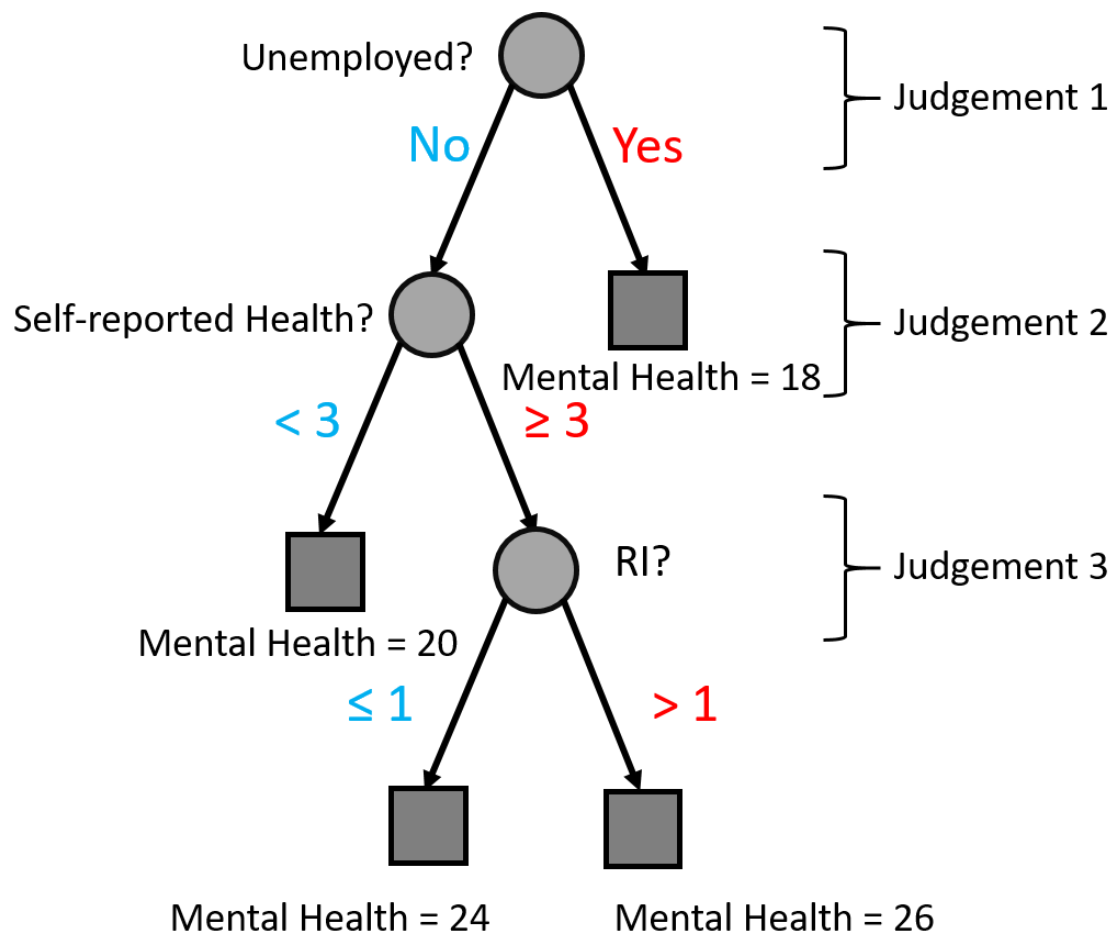 Unemployed?
Judgement 1
No
Yes
Self-reported Health?
Judgement 2
Mental Health = 18
< 3
≥ 3
RI?
Judgement 3
Mental Health = 20
≤ 1
> 1
Mental Health = 24
Mental Health = 26